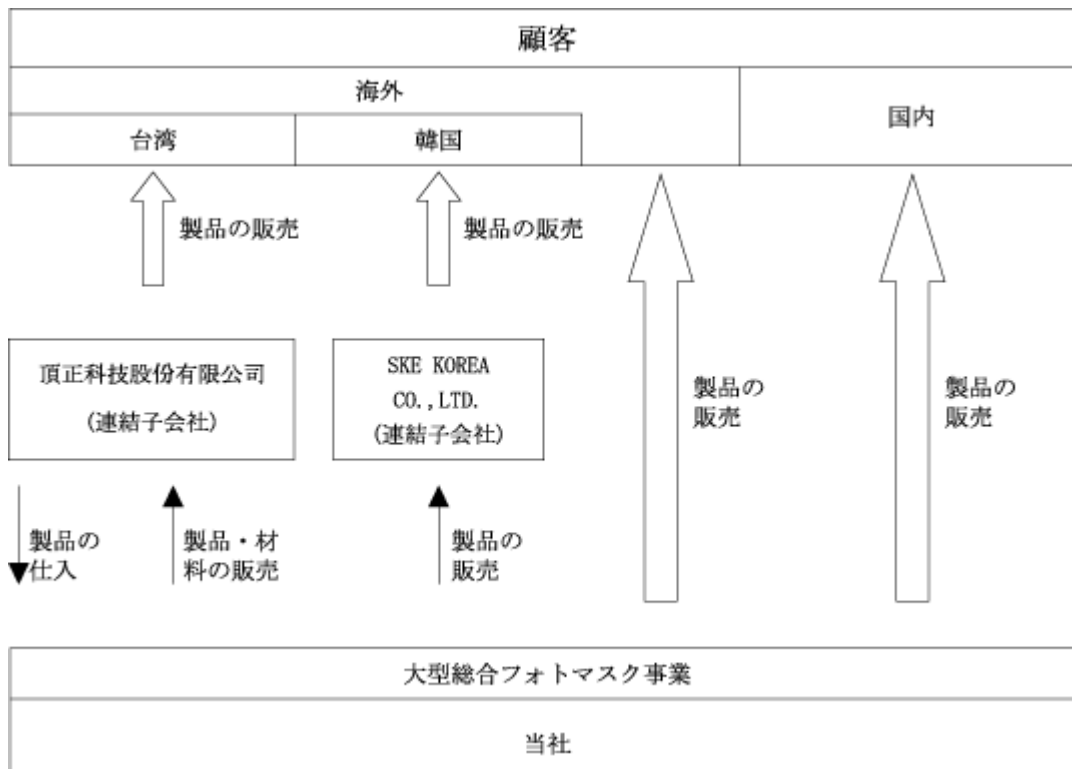 顧客
海外
国内
台湾
韓国
製品の販売
製品の販売
頂正科技股份有限公司
(連結子会社)
SKE KOREA
CO.,LTD.
(連結子会社)
製品の
販売
製品の
販売
製品の
仕入
製品・材
料の販売
製品の
販売
大型総合フォトマスク事業
当社